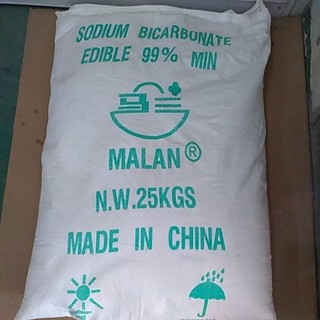 SODIUM BICARBONATE
EDIBLE 99% MIN
MALAN®
N.W.25KGS
MADE IN CHINA